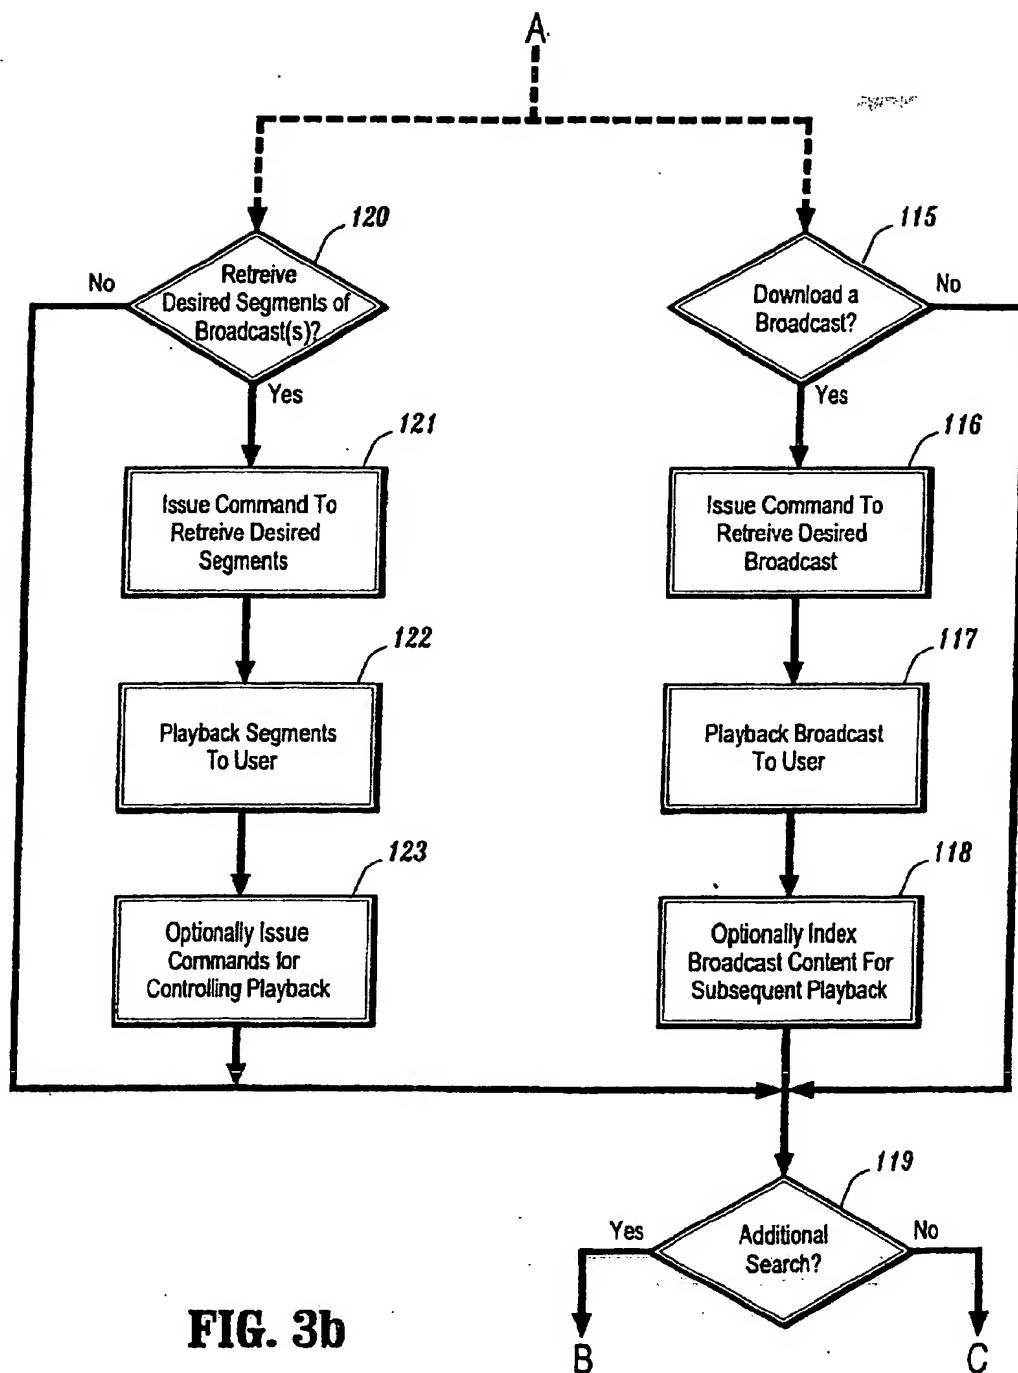 A
120
Retreive
Desired Segments of
Broadcast(s)?
No
Yes
121
Issue Command To
Retreive Desired
Segments
122
Playback Segments
To User
123
Optionally Issue
Commands for
Controlling Playback
115
Download a
Broadcast?
No
Yes
116
Issue Command To
Retreive Desired
Broadcast
117
Playback Broadcast
To User
118
Optionally Index
Broadcast Content For
Subsequent Playback
119
Additional
Search?
Yes
No
B
C
FIG. 3b